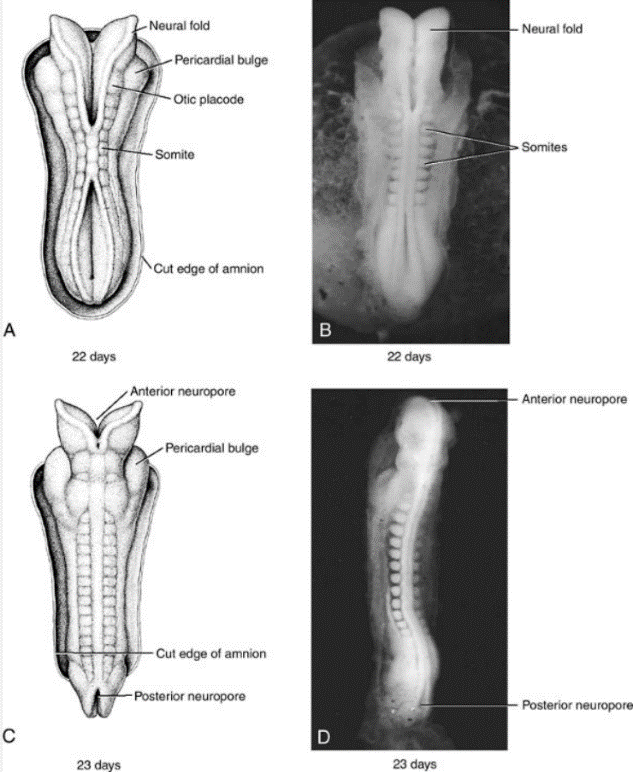 Neural fold
Pericardial bulge
Otic placode
Somite
Cut edge of amnion
A
22 days
Neural fold
Somites
B
22 days
Anterior neuropore
Pericardial bulge
Cut edge of amnion
Posterior neuropore
C
23 days
Anterior neuropore
Posterior neuropore
D
23 days